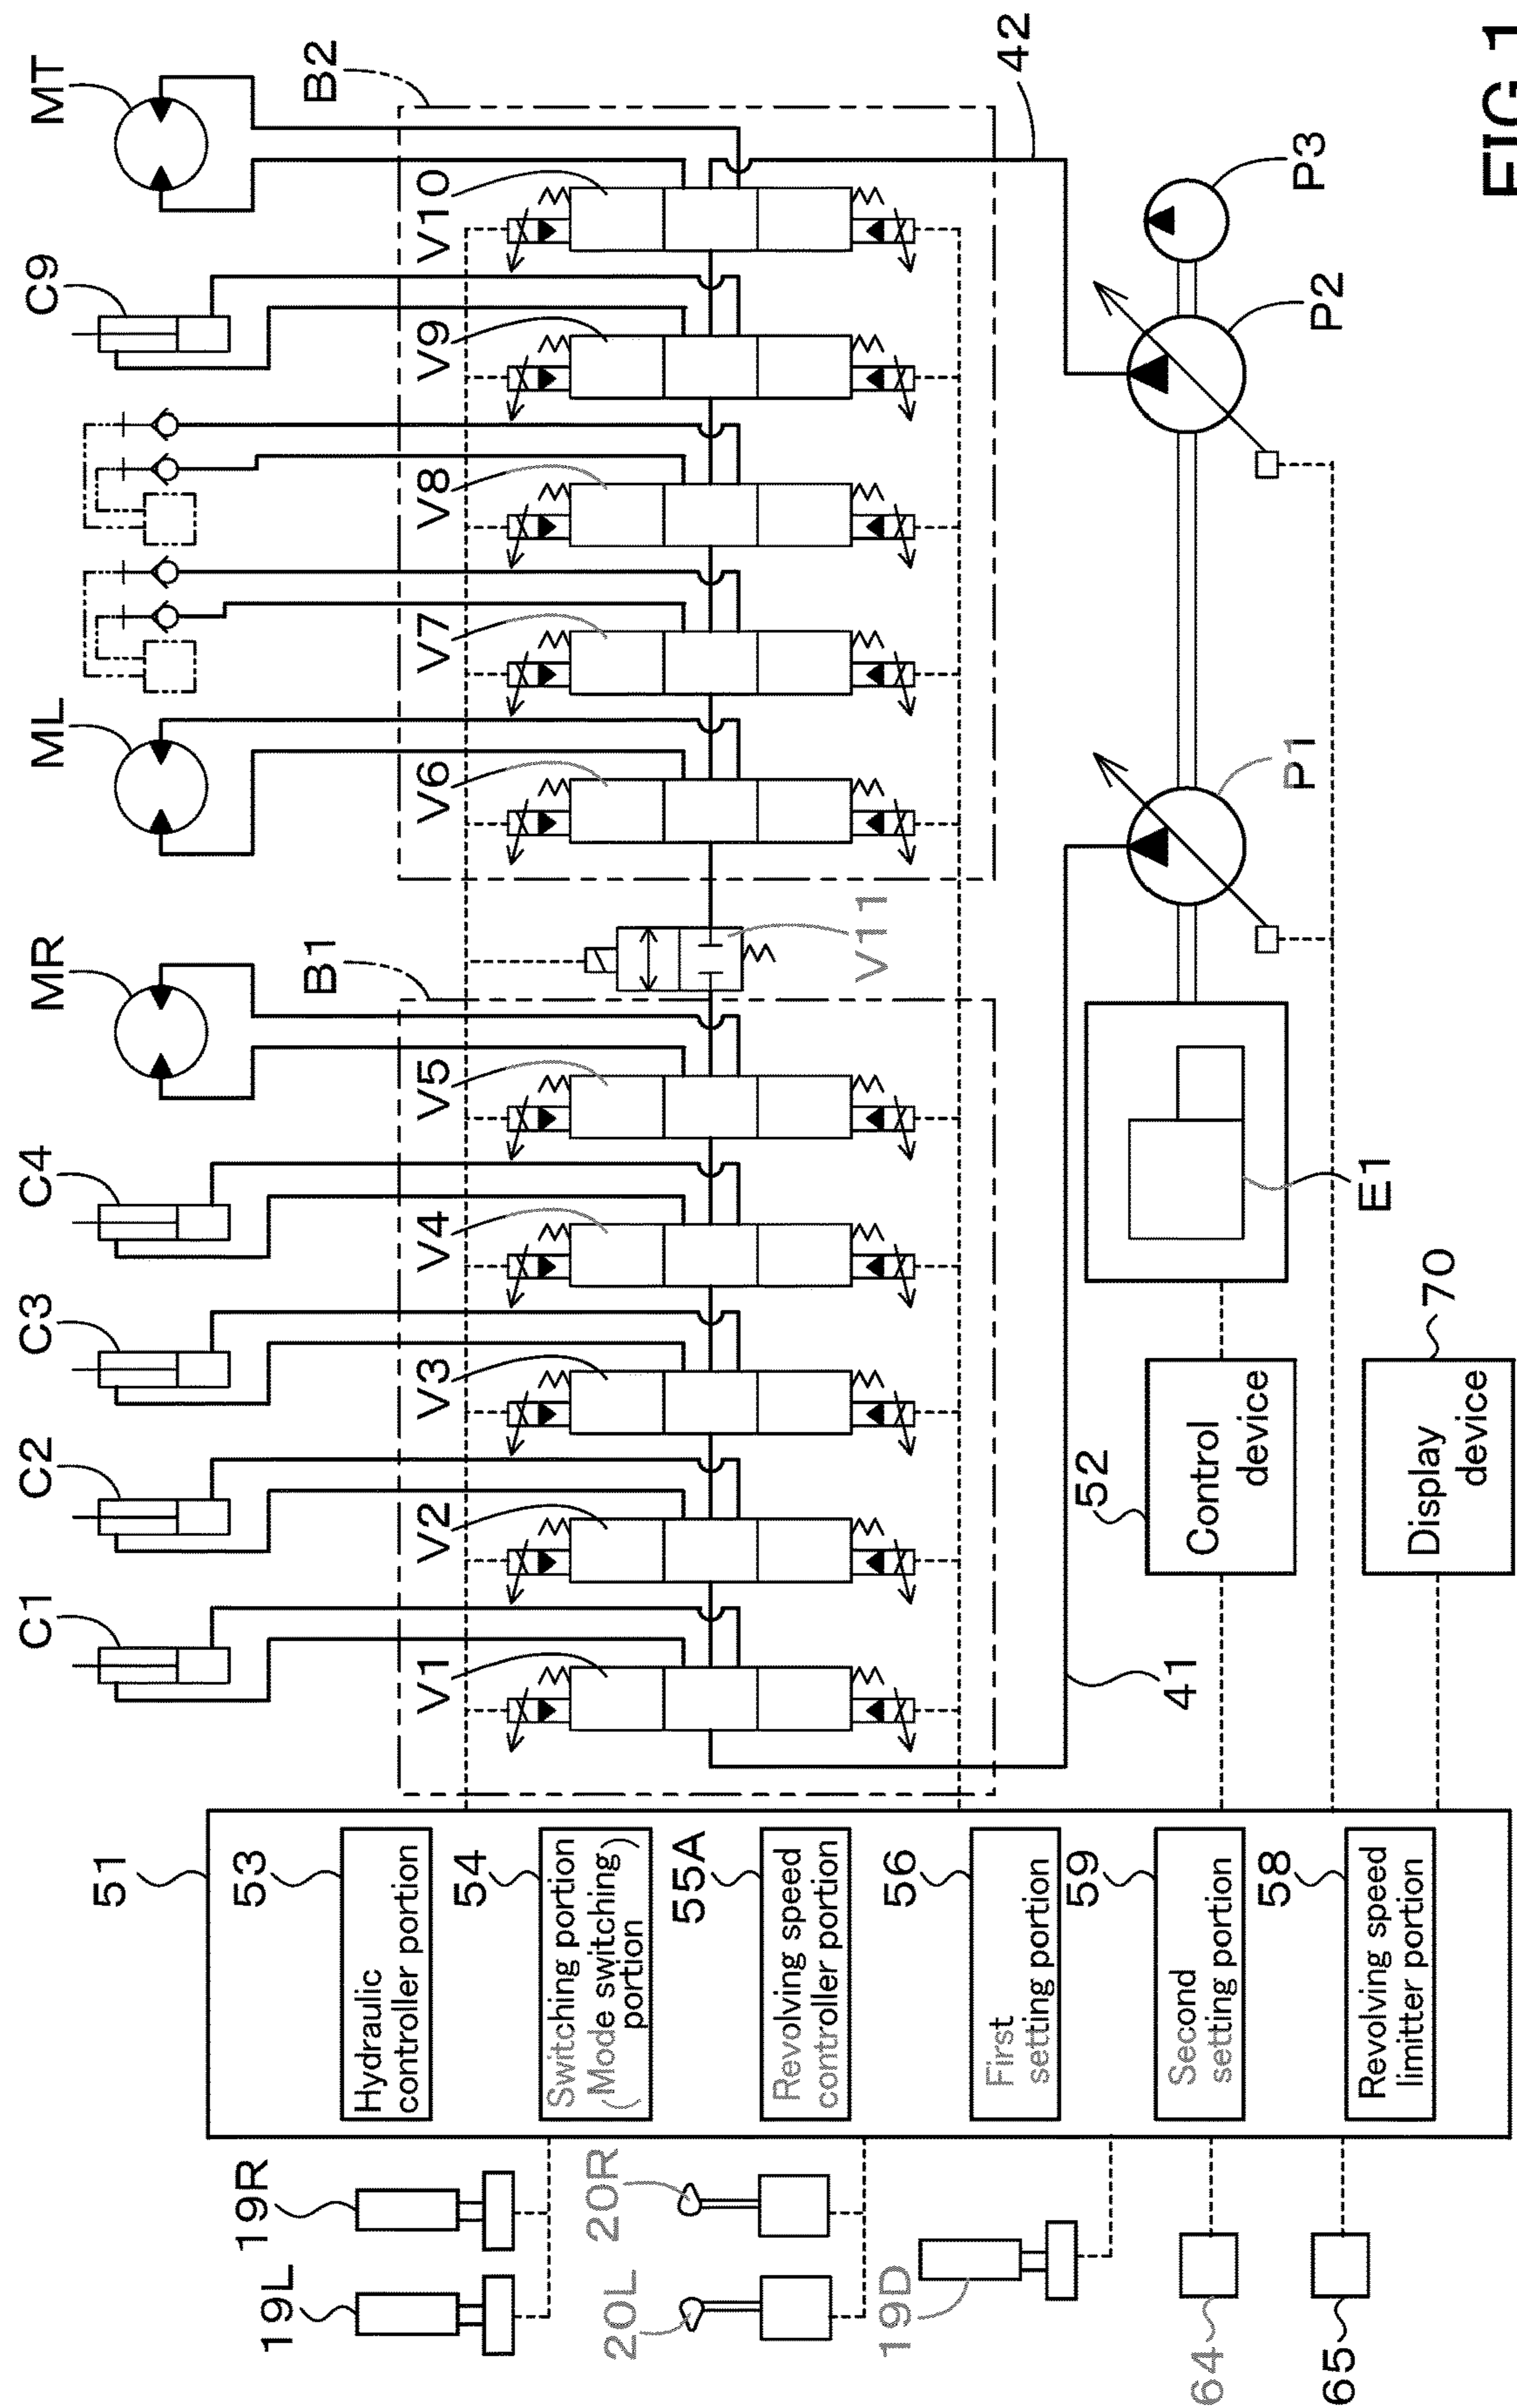 FIG.1
C1
C2
C3
C4
MR
ML
C9
MT
B1
B2
V1
V2
V3
V4
V5
V6
V7
V8
V9
V10
V11
42
41
P1
P2
P3
E1
51
53
Hydraulic
controller portion
54
Switching portion
(Mode switching)
portion
55A
Revolving speed
controller portion
56
First
setting portion
59
Second
setting portion
58
Revolving speed
limitter portion
52
Control
device
70
Display
device
19L
19R
20L
20R
19D
64
65